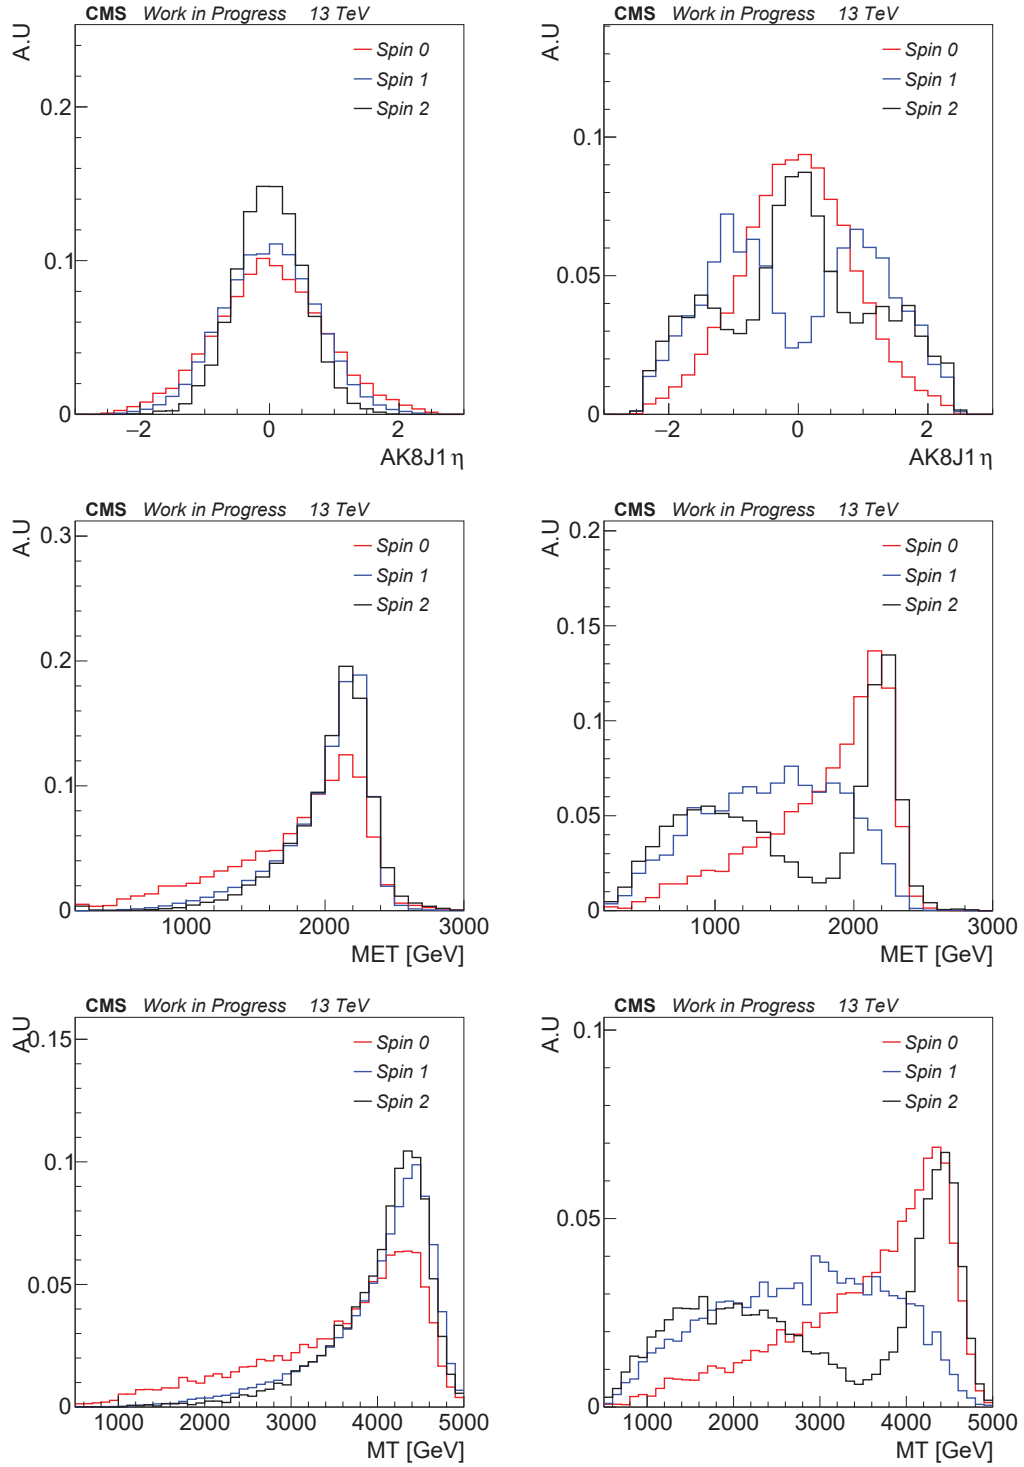 CMS Work in Progress 13 TeV
A.U
Spin 0
Spin 1
Spin 2
0.2
0.1
0
−2 0 2
AK8J1 η
CMS Work in Progress 13 TeV
A.U
Spin 0
Spin 1
Spin 2
0.1
0.05
0
−2 0 2
AK8J1 η
CMS Work in Progress 13 TeV
A.U
Spin 0
Spin 1
Spin 2
0.3
0.2
0.1
0
1000 2000 3000
MET [GeV]
CMS Work in Progress 13 TeV
A.U
Spin 0
Spin 1
Spin 2
0.2
0.15
0.1
0.05
0
1000 2000 3000
MET [GeV]
CMS Work in Progress 13 TeV
A.U
Spin 0
Spin 1
Spin 2
0.15
0.1
0.05
0
1000 2000 3000 4000 5000
MT [GeV]
CMS Work in Progress 13 TeV
A.U
Spin 0
Spin 1
Spin 2
0.1
0.05
0
1000 2000 3000 4000 5000
MT [GeV]